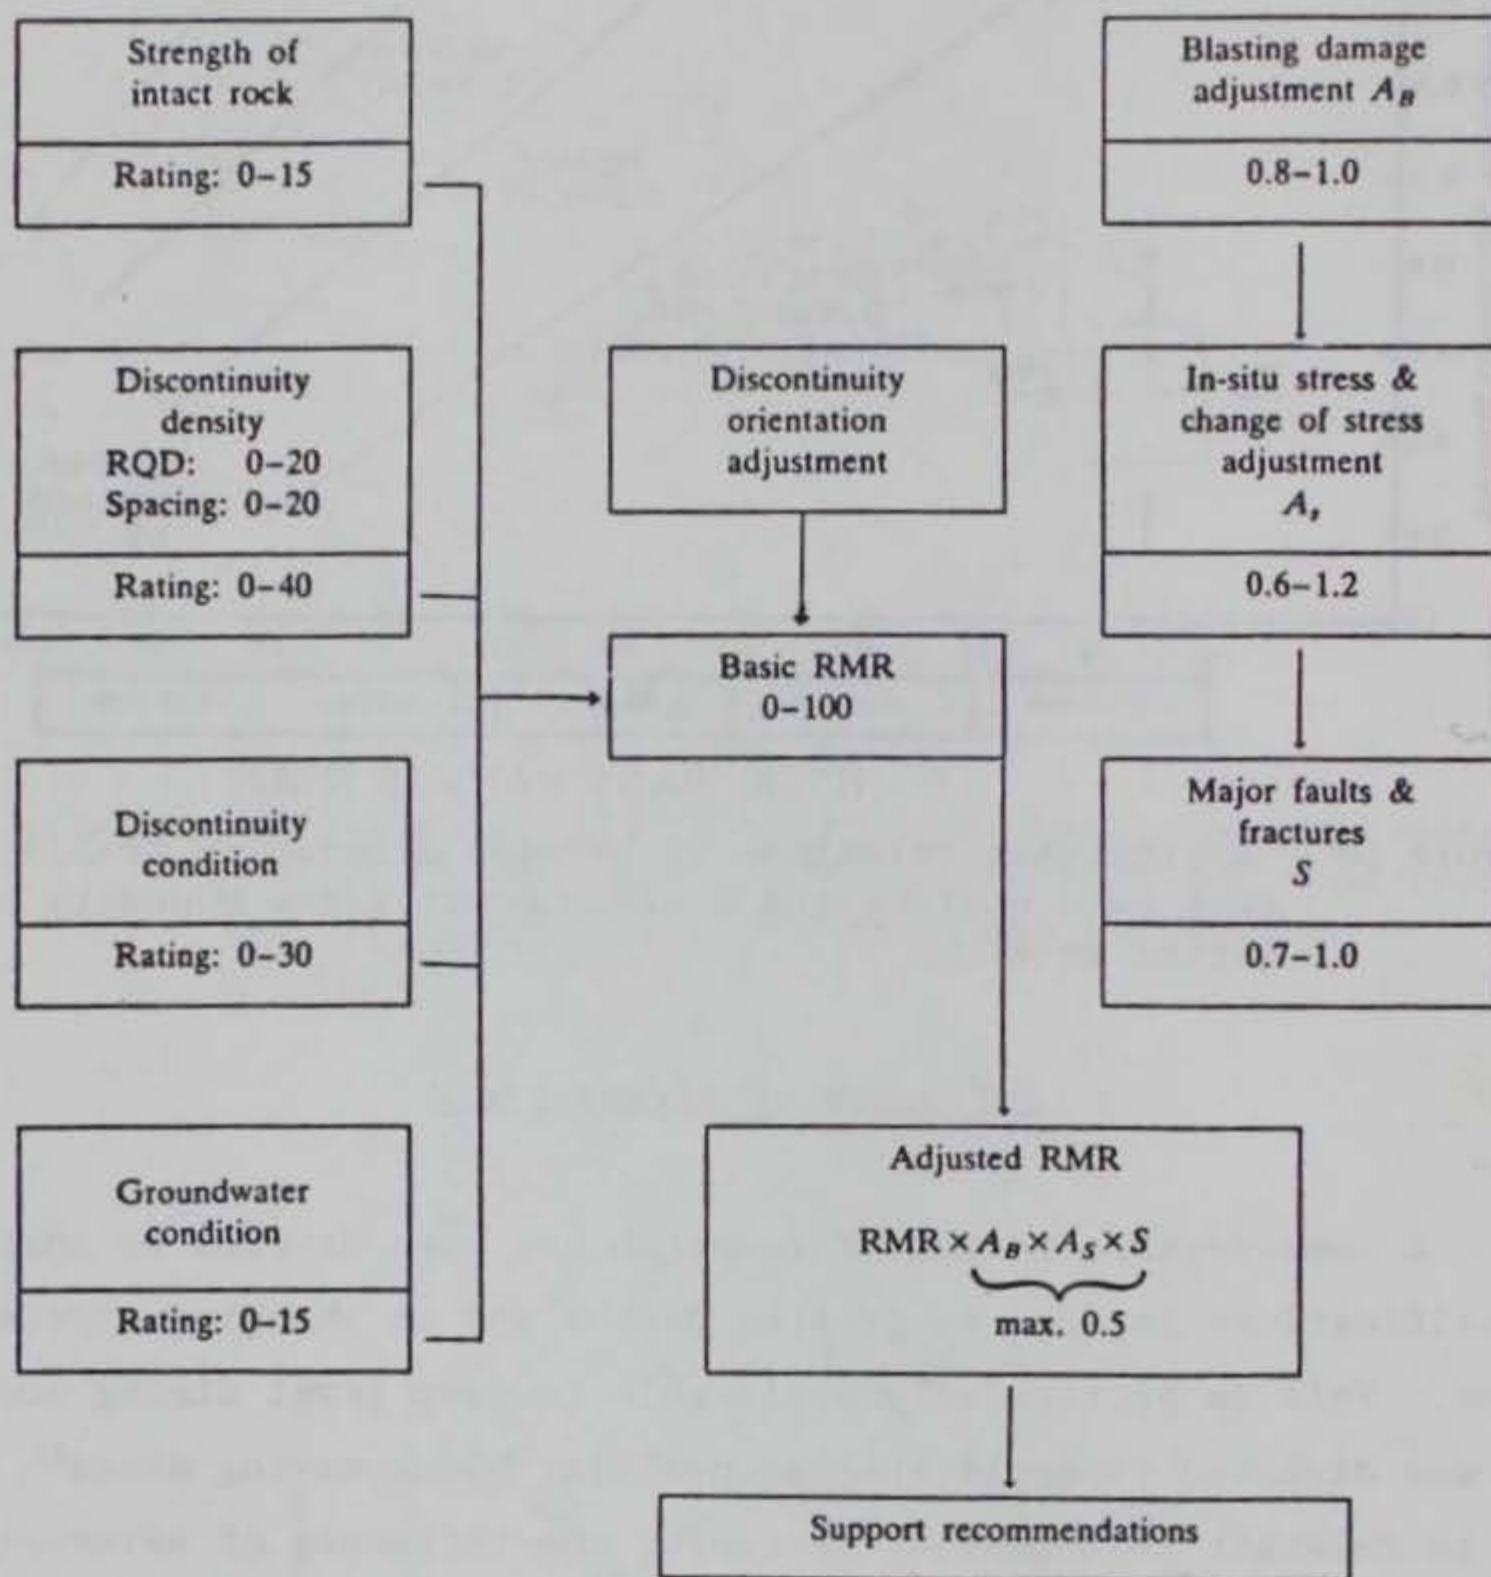 Strength of
intact rock
Rating: 0–15
Discontinuity
density
RQD: 0–20
Spacing: 0–20
Rating: 0–40
Discontinuity
condition
Rating: 0–30
Groundwater
condition
Rating: 0–15
Discontinuity
orientation
adjustment
Basic RMR
0–100
Blasting damage
adjustment A_B
0.8–1.0
In-situ stress &
change of stress
adjustment
A_s
0.6–1.2
Major faults &
fractures
S
0.7–1.0
Adjusted RMR
RMR × A_B × A_S × S
max. 0.5
Support recommendations